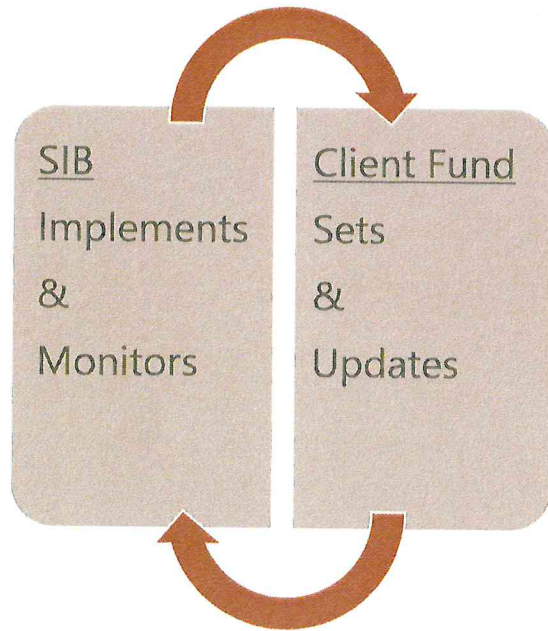 SIB
Implements
&
Monitors
Client Fund
Sets
&
Updates